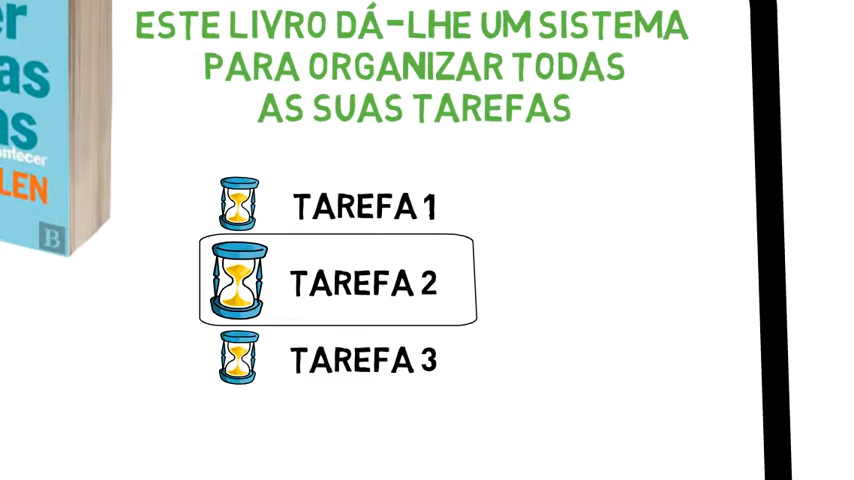 ESTE LIVRO DÁ-LHE UM SISTEMA
PARA ORGANIZAR TODAS
AS SUAS TAREFAS
TAREFA 1
TAREFA 2
TAREFA 3
B